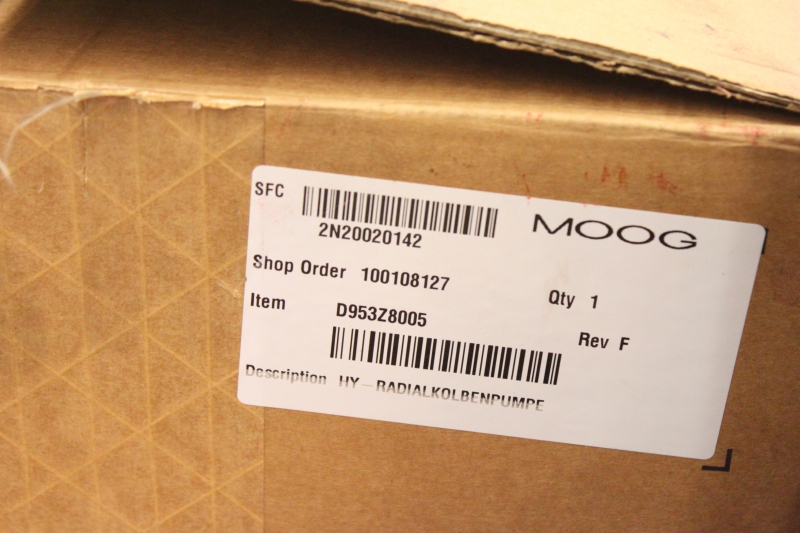 SFC
2N20020142
MOOG
Shop Order 100108127
Qty 1
Item D953Z8005
Rev F
Description HY-RADIALKOLBENPUMPE